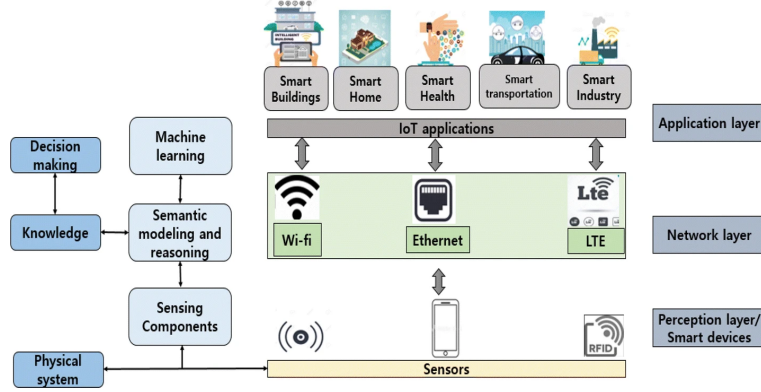 INTELLIGENT
BUILDING
Smart
Buildings
Smart
Home
Smart
Health
Smart
transportation
Smart
Industry
IoT applications
Application layer
Decision
making
Machine
learning
Knowledge
Semantic
modeling and
reasoning
Wi-fi
Ethernet
Lte
LTE
Network layer
Sensing
Components
RFID
Perception layer/
Smart devices
Physical
system
Sensors